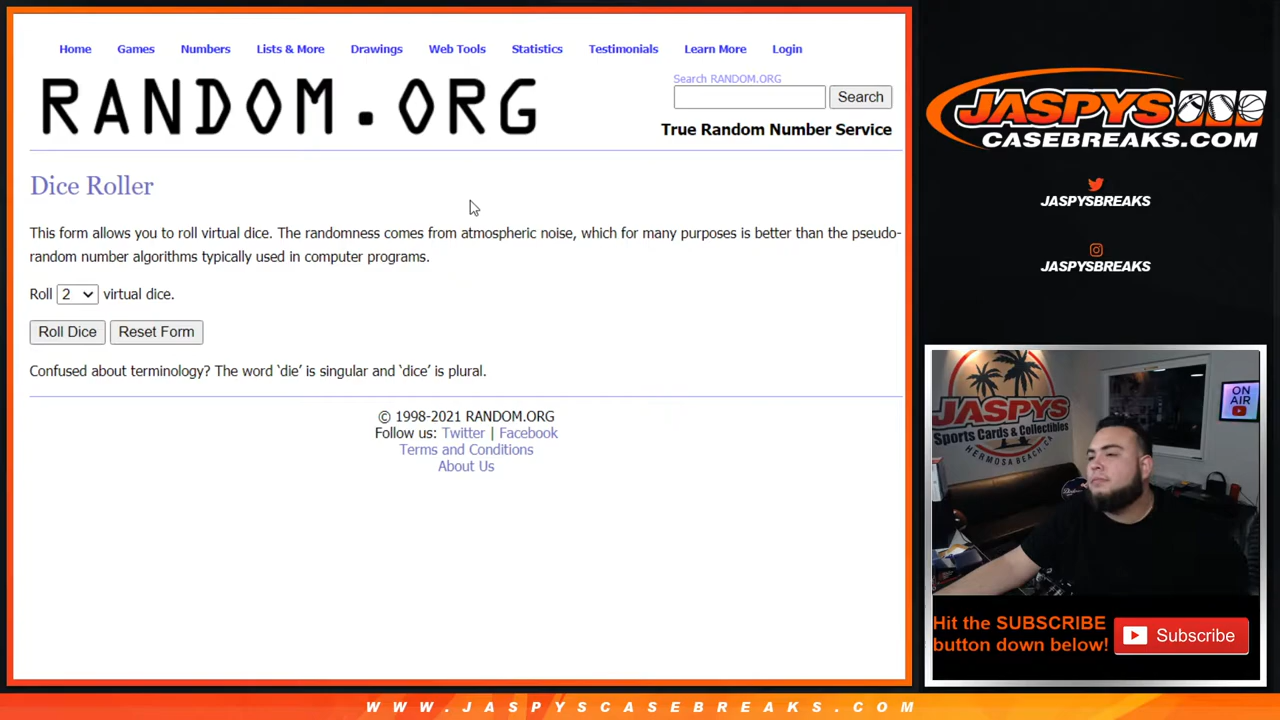 Home Games Numbers Lists & More Drawings Web Tools Statistics Testimonials Learn More Login
RANDOM.ORG
Search RANDOM.ORG
Search
True Random Number Service
Dice Roller
This form allows you to roll virtual dice. The randomness comes from atmospheric noise, which for many purposes is better than the pseudo-
random number algorithms typically used in computer programs.
Roll 2 virtual dice.
Roll Dice Reset Form
Confused about terminology? The word ‘die’ is singular and ‘dice’ is plural.
© 1998-2021 RANDOM.ORG
Follow us: Twitter | Facebook
Terms and Conditions
About Us
JASPYS
CASEBREAKS.COM
JASPYSBREAKS
JASPYSBREAKS
JASPYS
Sports Cards & Collectibles
HERMOSA BEACH, CA
ON
AIR
Hit the SUBSCRIBE
button down below!
Subscribe
WWW.JASPYSCASEBREAKS.COM